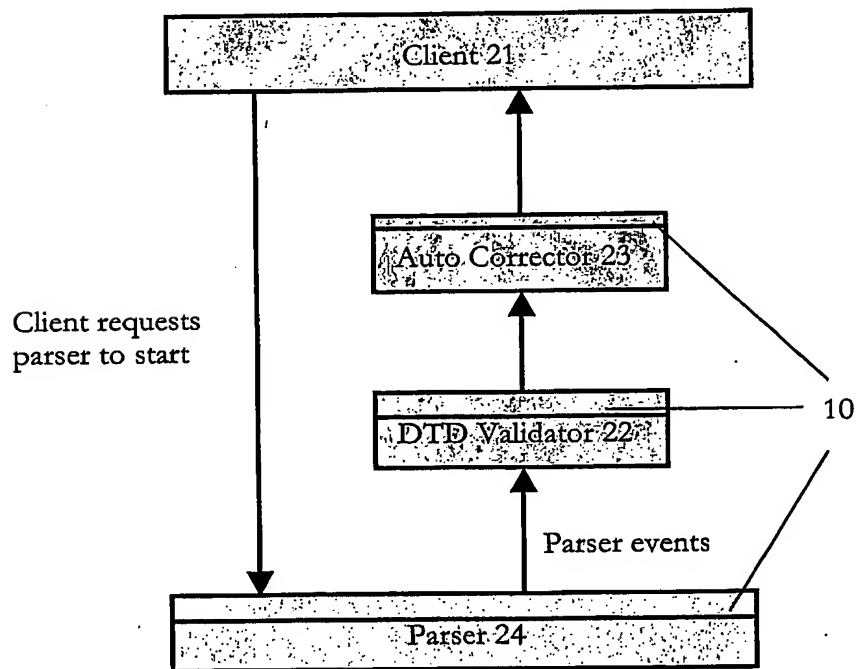 Client 21
Auto Corrector 23
Client requests
parser to start
10
DTD Validator 22
Parser events
Parser 24